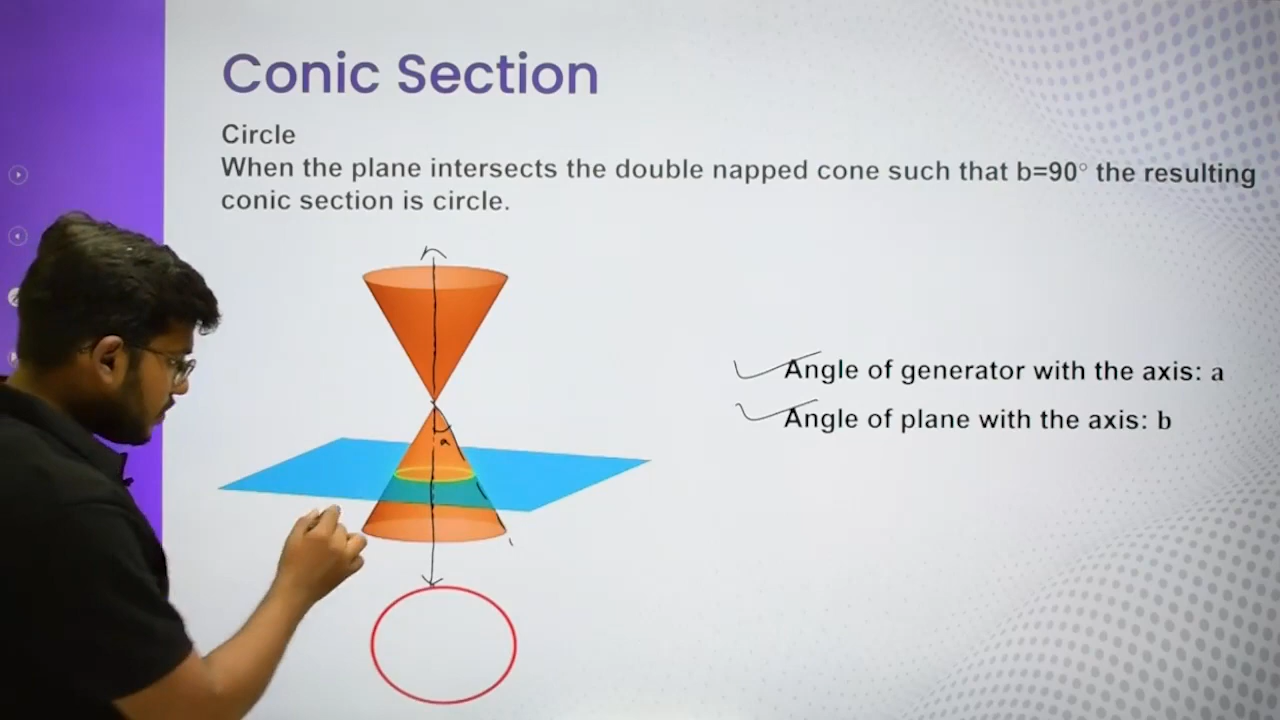 Conic Section
Circle
When the plane intersects the double napped cone such that b=90° the resulting
conic section is circle.
a
Angle of generator with the axis: a
Angle of plane with the axis: b